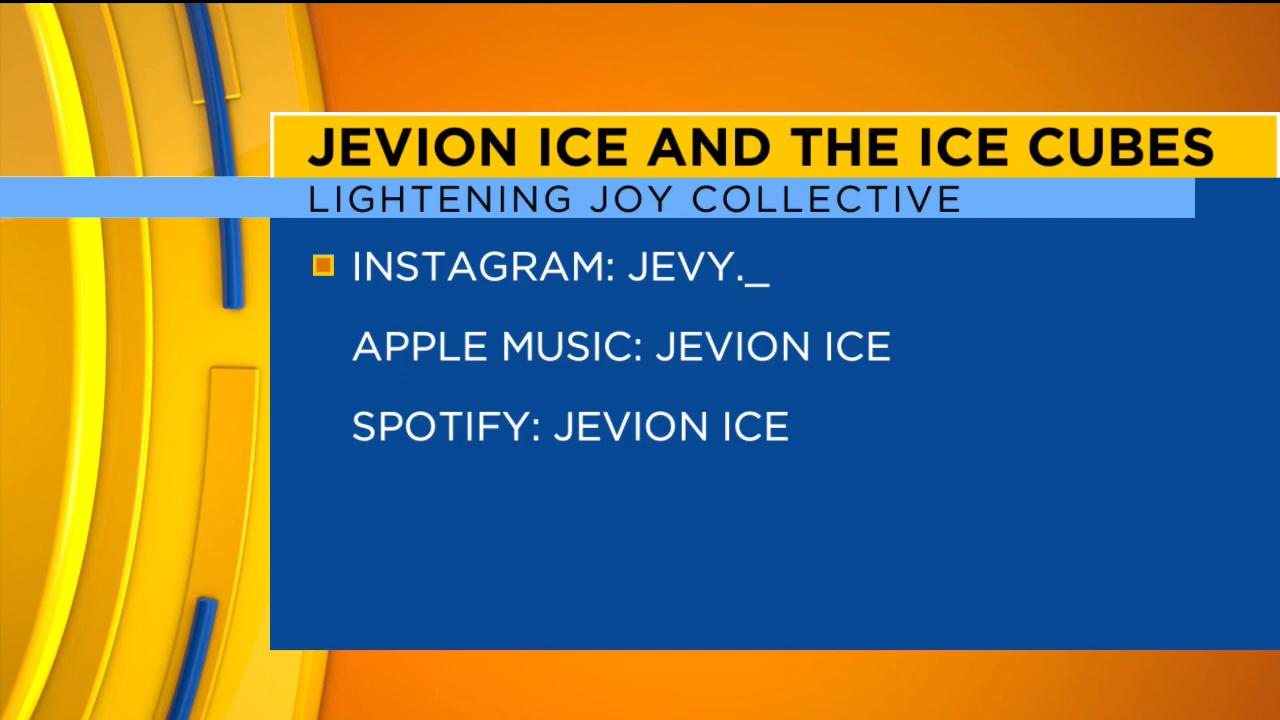 JEVION ICE AND THE ICE CUBES
LIGHTENING JOY COLLECTIVE
INSTAGRAM: JEVY._
APPLE MUSIC: JEVION ICE
SPOTIFY: JEVION ICE